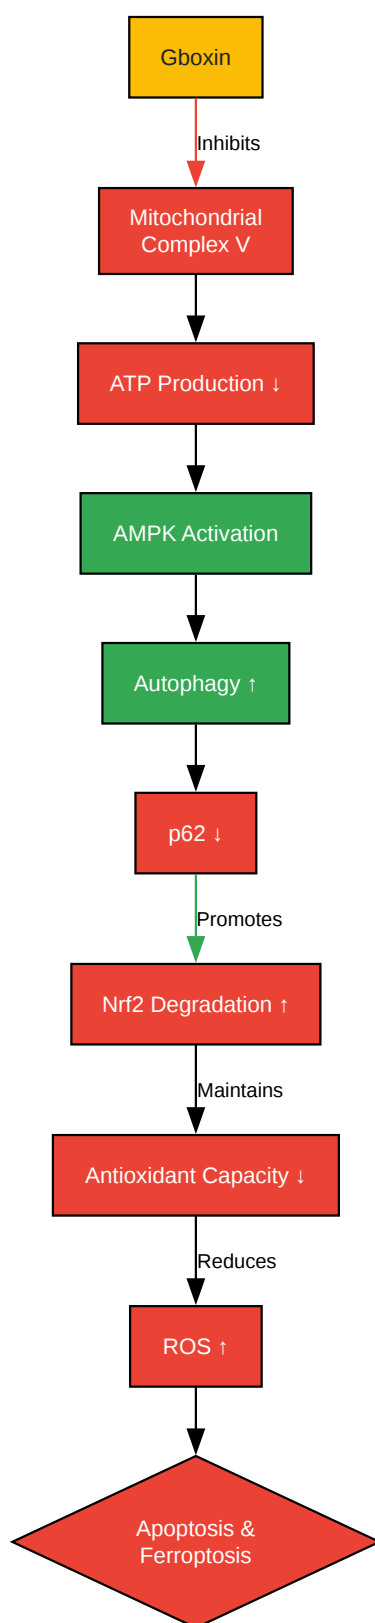 Gboxin
Inhibits
Mitochondrial
Complex V
ATP Production ↓
AMPK Activation
Autophagy ↑
p62 ↓
Promotes
Nrf2 Degradation ↑
Maintains
Antioxidant Capacity ↓
Reduces
ROS ↑
Apoptosis &
Ferroptosis